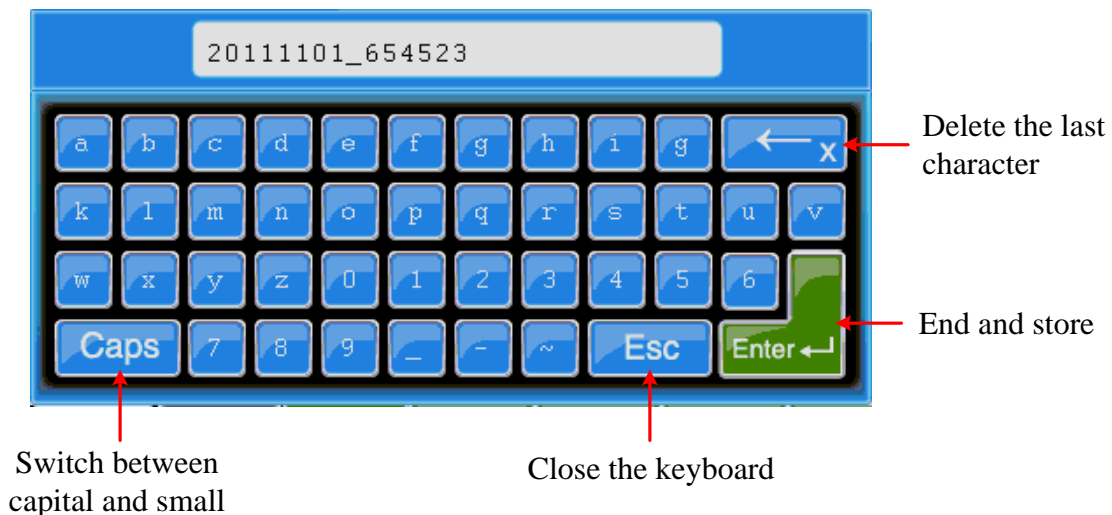 20111101_654523
a b c d e f g h i g ← x
Delete the last
character
k l m n o p q r s t u v
w x y z 0 1 2 3 4 5 6
End and store
Caps 7 8 9 _ - ~ Esc Enter ↵
Switch between
capital and small
Close the keyboard